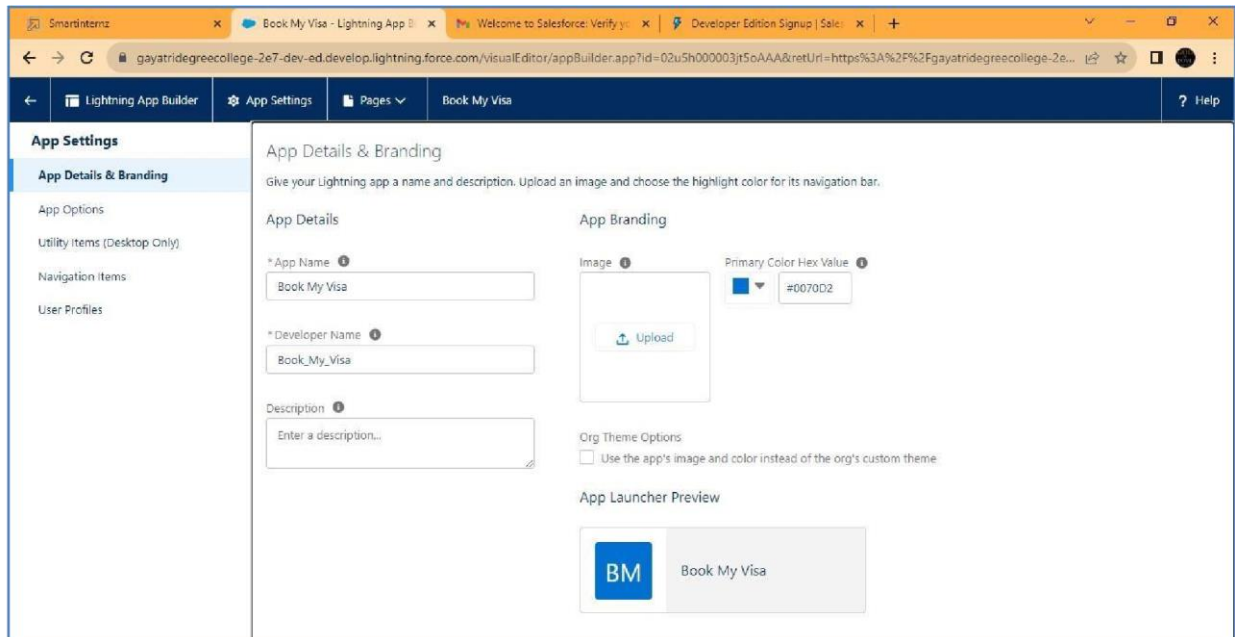 Smartinternz
Book My Visa - Lightning App B
Welcome to Salesforce: Verify yo
Developer Edition Signup | Sales
gayatridegreecollege-2e7-dev-ed.develop.lightning.force.com/visualEditor/appBuilder.app?id=02u5h000003jt5oAAA&retUrl=https%3A%2F%2Fgayatridegreecollege-2e...
Lightning App Builder
App Settings
Pages
Book My Visa
? Help
App Settings
App Details & Branding
App Options
Utility Items (Desktop Only)
Navigation Items
User Profiles
App Details & Branding
Give your Lightning app a name and description. Upload an image and choose the highlight color for its navigation bar.
App Details
*App Name
Book My Visa
*Developer Name
Book_My_Visa
Description
Enter a description...
App Branding
Image
Upload
Primary Color Hex Value
#0070D2
Org Theme Options
Use the app's image and color instead of the org's custom theme
App Launcher Preview
BM
Book My Visa